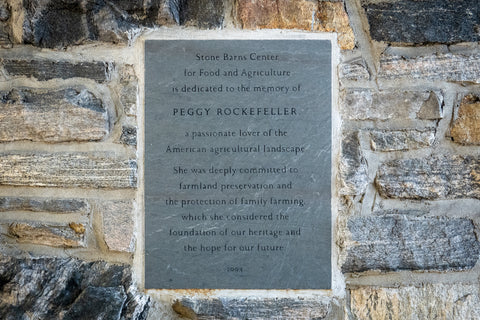 Stone Barns Center
for Food and Agriculture
is dedicated to the memory of
PEGGY ROCKEFELLER
a passionate lover of the
American agricultural landscape.
She was deeply committed to
farmland preservation and
the protection of family farming,
which she considered the
foundation of our heritage and
the hope for our future.